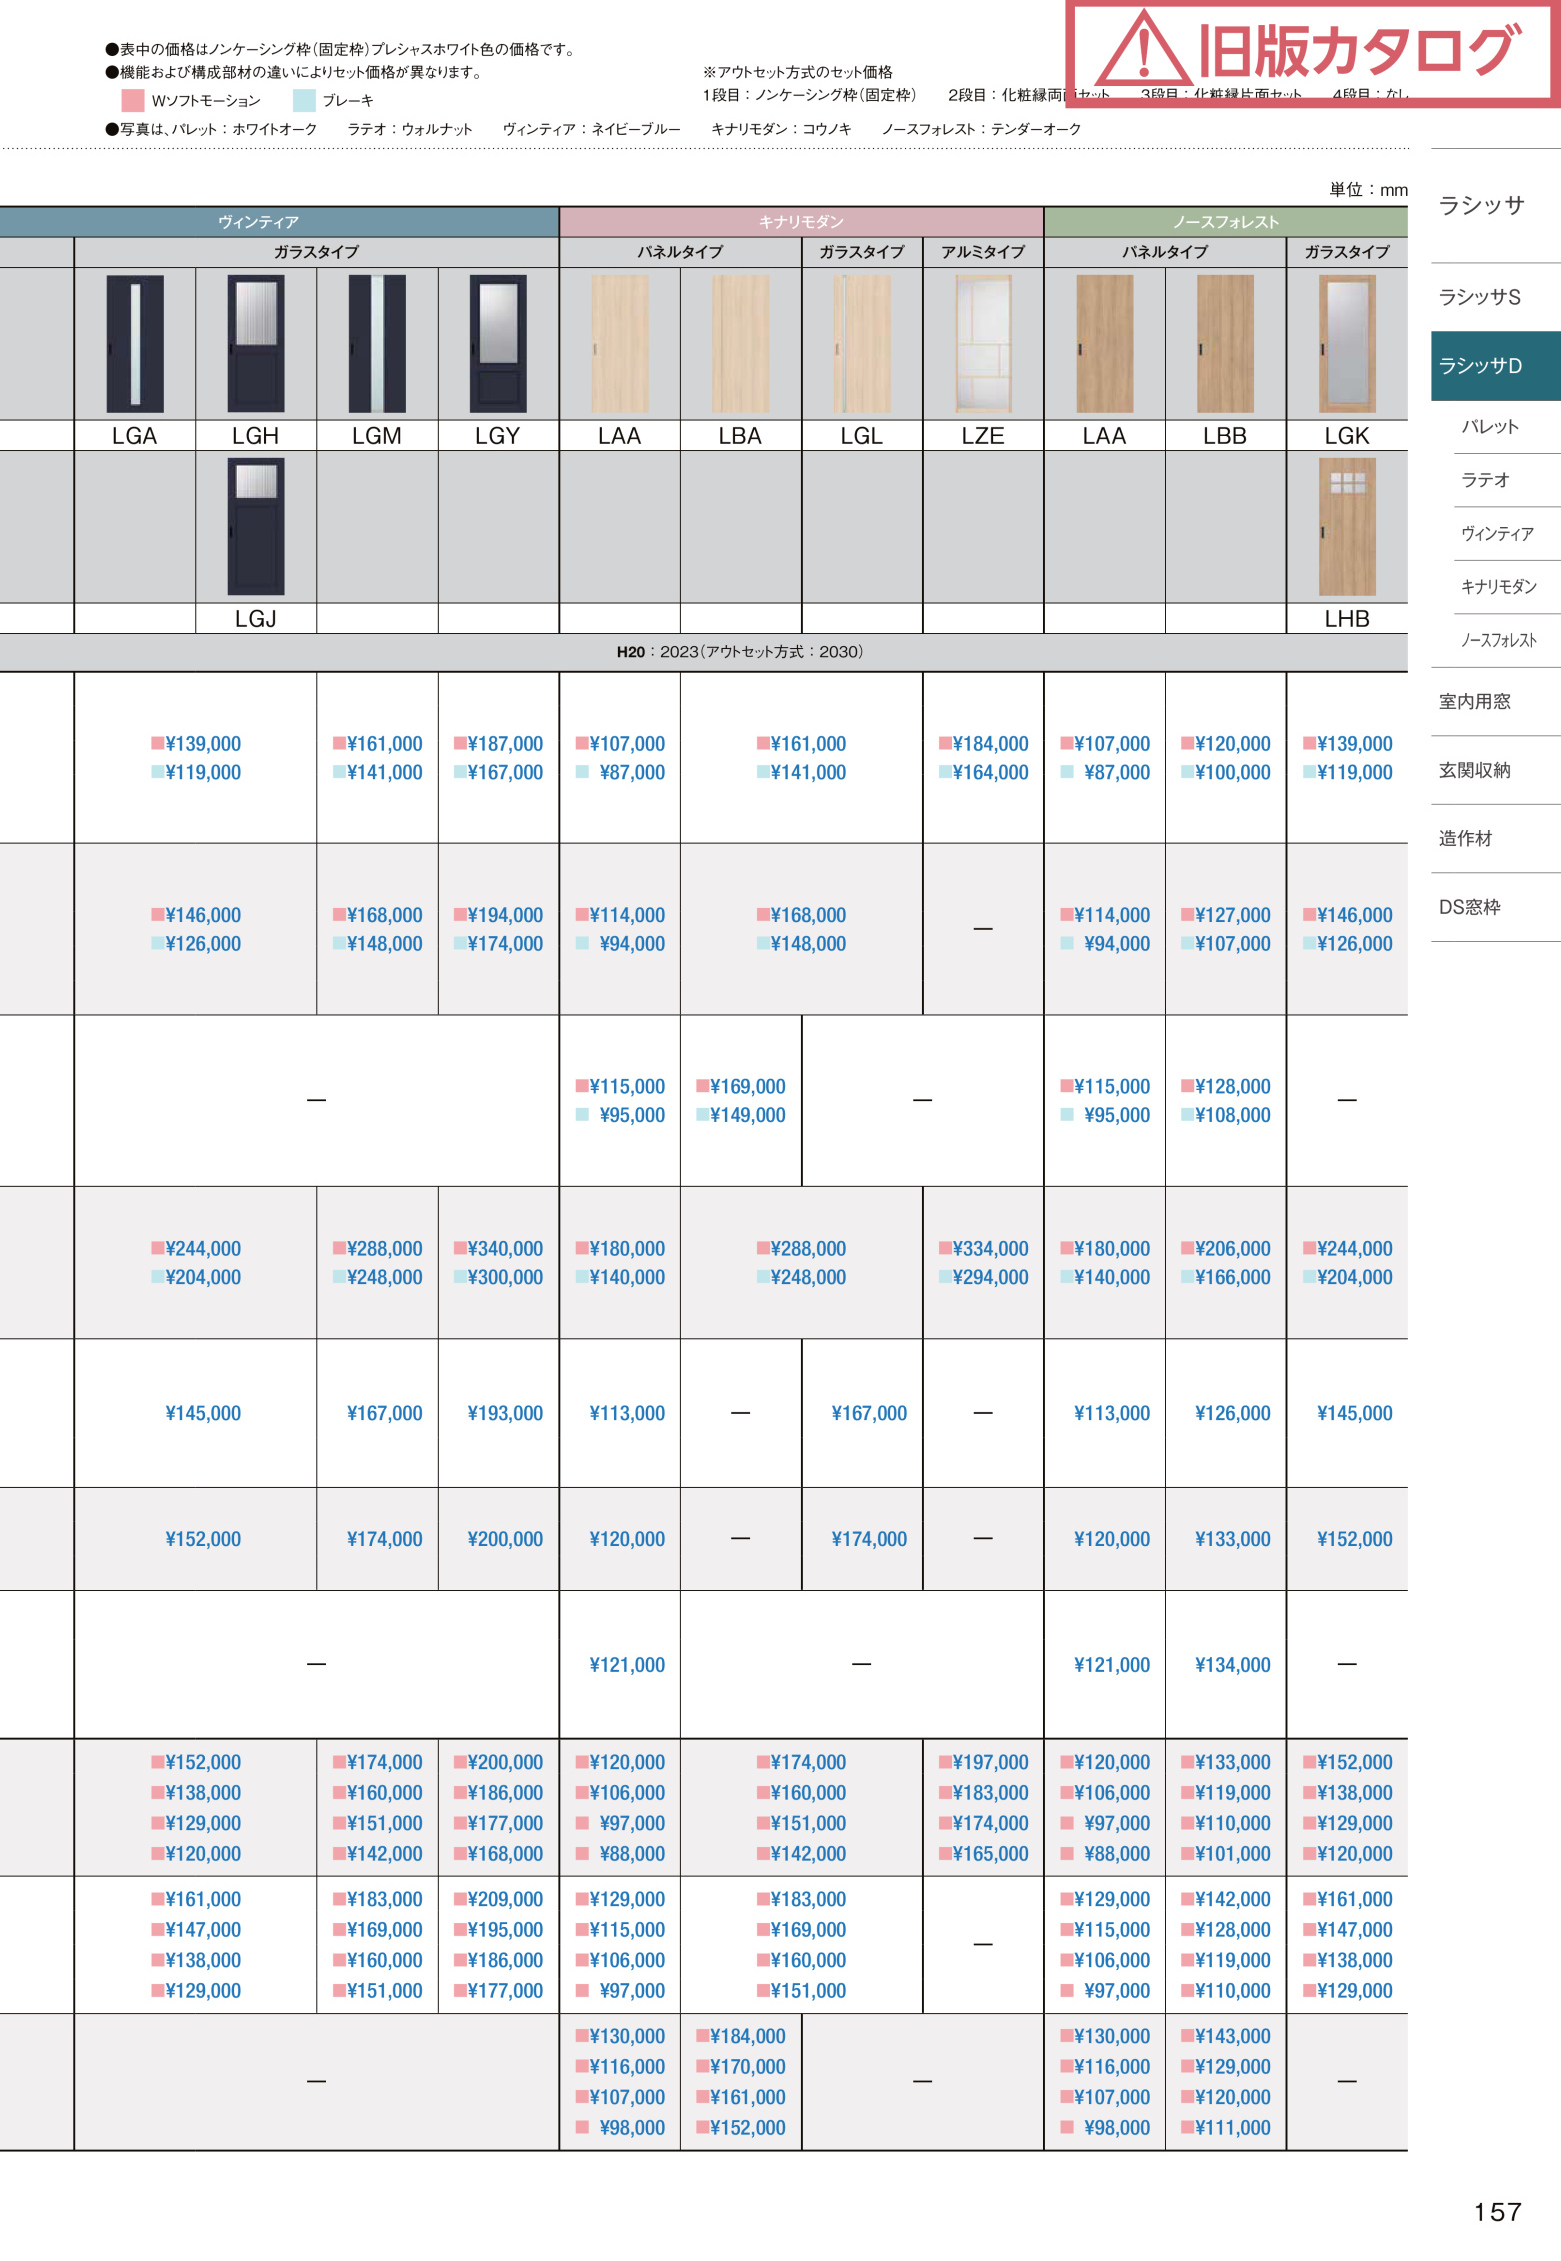 旧版カタログ
●表中の価格はノンケーシング枠(固定枠)プレシャスホワイト色の価格です。
●機能および構成部材の違いによりセット価格が異なります。
Wソフトモーション ブレーキ
※アウトセット方式のセット価格
1段目：ノンケーシング枠(固定枠) 2段目：化粧縁両面セット 3段目：化粧縁片面セット 4段目：なし
●写真は、パレット：ホワイトオーク ラテオ：ウォルナット ヴィンティア：ネイビーブルー キナリモダン：コウノキ ノースフォレスト：テンダーオーク
単位：mm
ヴィンティア キナリモダン ノースフォレスト
ガラスタイプ パネルタイプ ガラスタイプ アルミタイプ パネルタイプ ガラスタイプ
LGA LGH LGM LGY LAA LBA LGL LZE LAA LBB LGK
LGJ LHB
H20：2023(アウトセット方式：2030)
¥139,000 ¥161,000 ¥187,000 ¥107,000 ¥161,000 ¥184,000 ¥107,000 ¥120,000 ¥139,000
¥119,000 ¥141,000 ¥167,000 ¥87,000 ¥141,000 ¥164,000 ¥87,000 ¥100,000 ¥119,000
¥146,000 ¥168,000 ¥194,000 ¥114,000 ¥168,000 — ¥114,000 ¥127,000 ¥146,000
¥126,000 ¥148,000 ¥174,000 ¥94,000 ¥148,000 ¥94,000 ¥107,000 ¥126,000
— ¥115,000 ¥169,000 — ¥115,000 ¥128,000 —
¥95,000 ¥149,000 ¥95,000 ¥108,000
¥244,000 ¥288,000 ¥340,000 ¥180,000 ¥288,000 ¥334,000 ¥180,000 ¥206,000 ¥244,000
¥204,000 ¥248,000 ¥300,000 ¥140,000 ¥248,000 ¥294,000 ¥140,000 ¥166,000 ¥204,000
¥145,000 ¥167,000 ¥193,000 ¥113,000 — ¥167,000 — ¥113,000 ¥126,000 ¥145,000
¥152,000 ¥174,000 ¥200,000 ¥120,000 — ¥174,000 — ¥120,000 ¥133,000 ¥152,000
— ¥121,000 — ¥121,000 ¥134,000 —
¥152,000 ¥174,000 ¥200,000 ¥120,000 ¥174,000 ¥197,000 ¥120,000 ¥133,000 ¥152,000
¥138,000 ¥160,000 ¥186,000 ¥106,000 ¥160,000 ¥183,000 ¥106,000 ¥119,000 ¥138,000
¥129,000 ¥151,000 ¥177,000 ¥97,000 ¥151,000 ¥174,000 ¥97,000 ¥110,000 ¥129,000
¥120,000 ¥142,000 ¥168,000 ¥88,000 ¥142,000 ¥165,000 ¥88,000 ¥101,000 ¥120,000
¥161,000 ¥183,000 ¥209,000 ¥129,000 ¥183,000 — ¥129,000 ¥142,000 ¥161,000
¥147,000 ¥169,000 ¥195,000 ¥115,000 ¥169,000 ¥115,000 ¥128,000 ¥147,000
¥138,000 ¥160,000 ¥186,000 ¥106,000 ¥160,000 ¥106,000 ¥119,000 ¥138,000
¥129,000 ¥151,000 ¥177,000 ¥97,000 ¥151,000 ¥97,000 ¥110,000 ¥129,000
— ¥130,000 ¥184,000 — ¥130,000 ¥143,000 —
¥116,000 ¥170,000 ¥116,000 ¥129,000
¥107,000 ¥161,000 ¥107,000 ¥120,000
¥98,000 ¥152,000 ¥98,000 ¥111,000
ラシッサ
ラシッサS
ラシッサD
パレット
ラテオ
ヴィンティア
キナリモダン
ノースフォレスト
室内用窓
玄関収納
造作材
DS窓枠
157